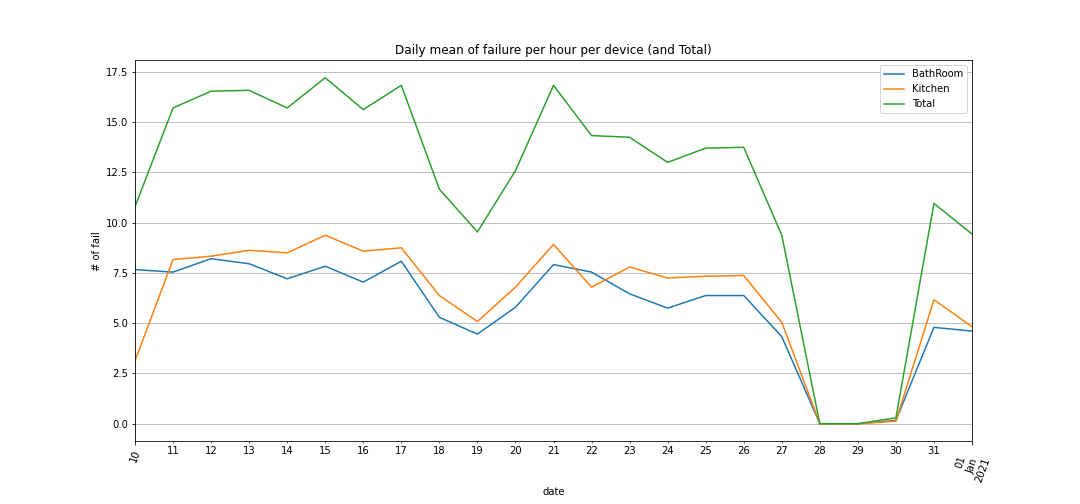 Daily mean of failure per hour per device (and Total)
BathRoom
Kitchen
Total
# of fail
17.5
15.0
12.5
10.0
7.5
5.0
2.5
0.0
10 11 12 13 14 15 16 17 18 19 20 21 22 23 24 25 26 27 28 29 30 31 01
Jan
2021
date